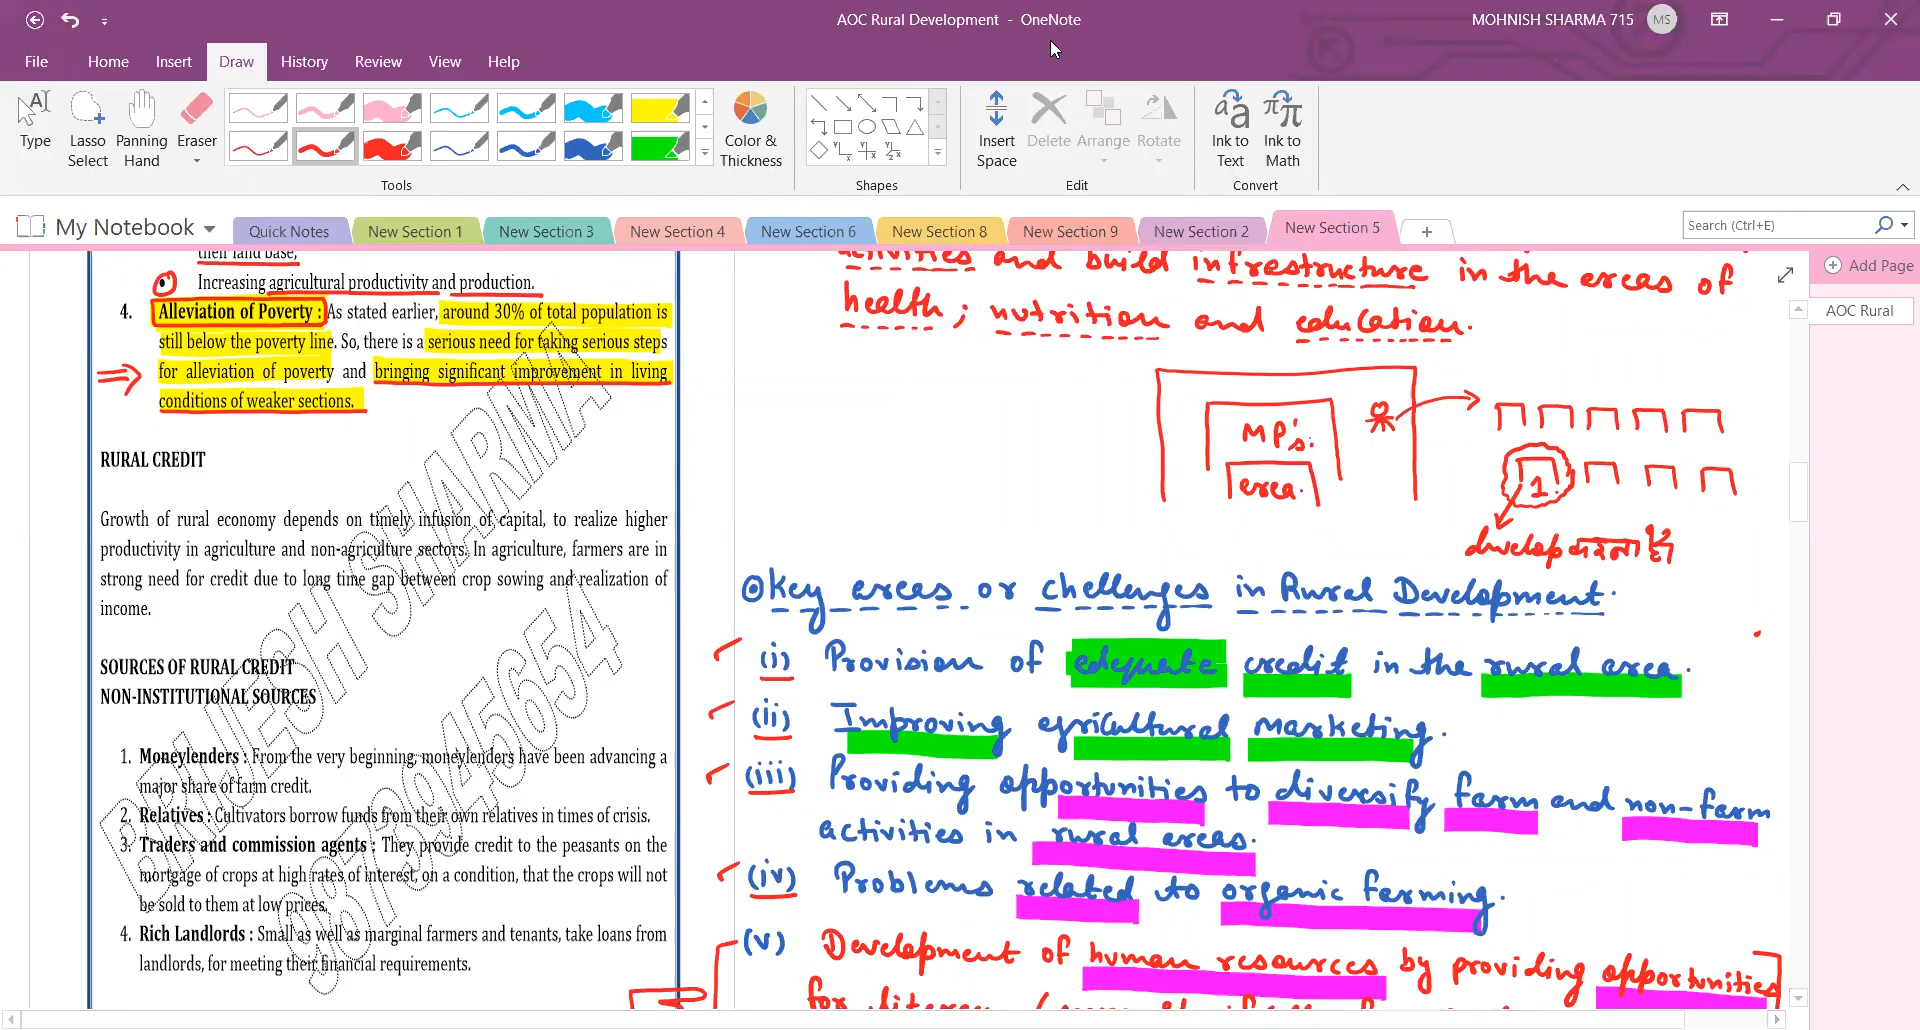 AOC Rural Development - OneNote
MOHNISH SHARMA 715
MS
File
Home
Insert
Draw
History
Review
View
Help
Type
Lasso
Select
Panning
Hand
Eraser
Color &
Thickness
Insert
Space
Delete
Arrange
Rotate
Ink to
Text
Ink to
Math
Tools
Shapes
Edit
Convert
My Notebook
Quick Notes
New Section 1
New Section 3
New Section 4
New Section 6
New Section 8
New Section 9
New Section 2
New Section 5
Search (Ctrl+E)
Add Page
AOC Rural
their land base,
Increasing agricultural productivity and production.
4. Alleviation of Poverty : As stated earlier, around 30% of total population is
still below the poverty line. So, there is a serious need for taking serious steps
for alleviation of poverty and bringing significant improvement in living
conditions of weaker sections.
RURAL CREDIT
Growth of rural economy depends on timely infusion of capital, to realize higher
productivity in agriculture and non-agriculture sectors. In agriculture, farmers are in
strong need for credit due to long time gap between crop sowing and realization of
income.
SOURCES OF RURAL CREDIT
NON-INSTITUTIONAL SOURCES
1. Moneylenders : From the very beginning, moneylenders have been advancing a
major share of farm credit.
2. Relatives : Cultivators borrow funds from their own relatives in times of crisis.
3. Traders and commission agents : They provide credit to the peasants on the
mortgage of crops at high rates of interest, on a condition, that the crops will not
be sold to them at low prices.
4. Rich Landlords : Small as well as marginal farmers and tenants, take loans from
landlords, for meeting their financial requirements.
BRIJESH SHARMA
9873945654
activities and build infrastructure in the areas of
health; nutrition and education.
MP's.
area.
1
Key areas or challenges in Rural Development.
(i) Provision of adequate credit in the rural area.
(ii) Improving agricultural marketing.
(iii) Providing opportunities to diversify farm and non-farm
activities in rural areas.
(iv) Problems related to organic farming.
(v) Development of human resources by providing opportunities